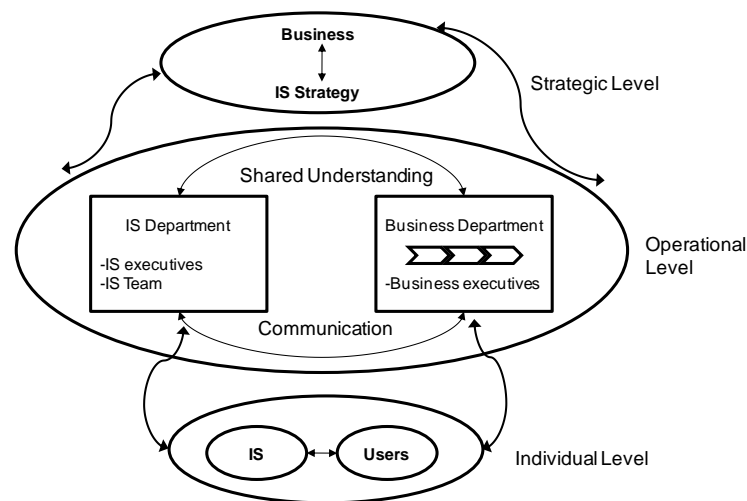 Business
IS Strategy
Strategic Level
Shared Understanding
IS Department
-IS executives
-IS Team
Business Department
-Business executives
Operational
Level
Communication
IS
Users
Individual Level